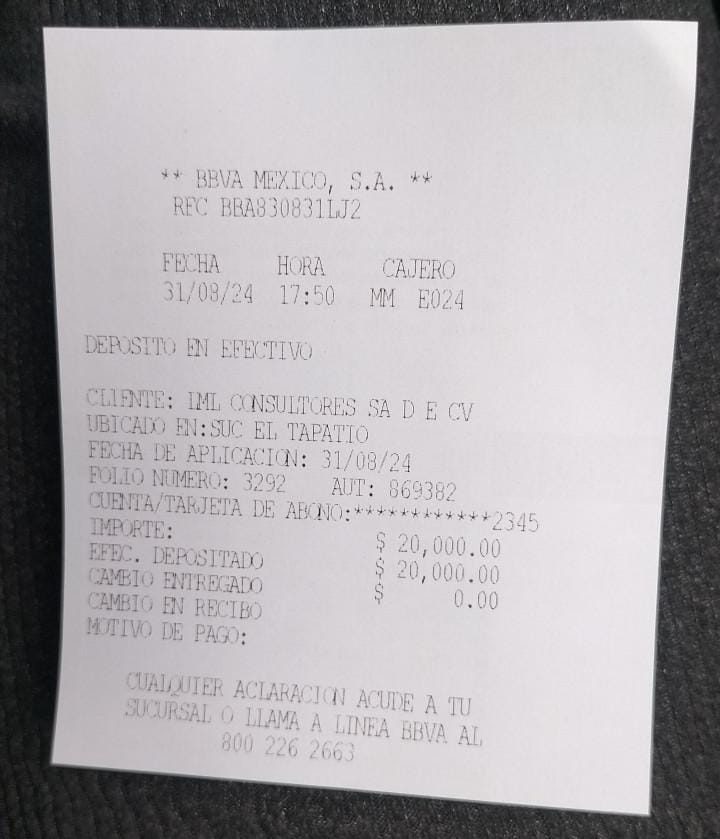 ** BBVA MEXICO, S.A. **
RFC BBA830831LJ2
FECHA HORA CAJERO
31/08/24 17:50 MM E024
DEPOSITO EN EFECTIVO
CLIENTE: IML CONSULTORES SA D E CV
UBICADO EN:SUC EL TAPATIO
FECHA DE APLICACION: 31/08/24
FOLIO NUMERO: 3292 AUT: 869382
CUENTA/TARJETA DE ABONO:************2345
IMPORTE: $ 20,000.00
EFEC. DEPOSITADO $ 20,000.00
CAMBIO ENTREGADO $ 0.00
CAMBIO EN RECIBO
MOTIVO DE PAGO:
CUALQUIER ACLARACION ACUDE A TU
SUCURSAL O LLAMA A LINEA BBVA AL
800 226 2663